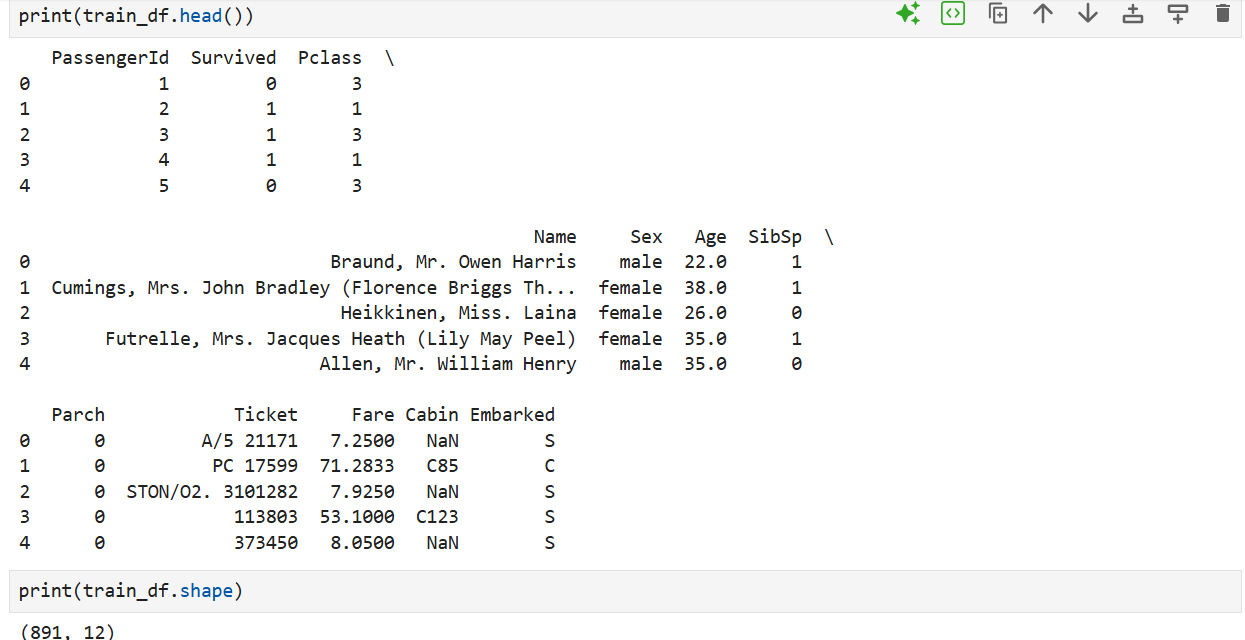 print(train_df.head())
   PassengerId  Survived  Pclass  \
0            1         0       3
1            2         1       1
2            3         1       3
3            4         1       1
4            5         0       3
                                                Name     Sex   Age  SibSp  \
0                             Braund, Mr. Owen Harris    male  22.0      1
1   Cumings, Mrs. John Bradley (Florence Briggs Th...  female  38.0      1
2                              Heikkinen, Miss. Laina  female  26.0      0
3        Futrelle, Mrs. Jacques Heath (Lily May Peel)  female  35.0      1
4                            Allen, Mr. William Henry    male  35.0      0
   Parch            Ticket     Fare Cabin Embarked
0      0         A/5 21171   7.2500   NaN        S
1      0          PC 17599  71.2833   C85        C
2      0  STON/O2. 3101282   7.9250   NaN        S
3      0            113803  53.1000  C123        S
4      0            373450   8.0500   NaN        S
print(train_df.shape)
(891, 12)